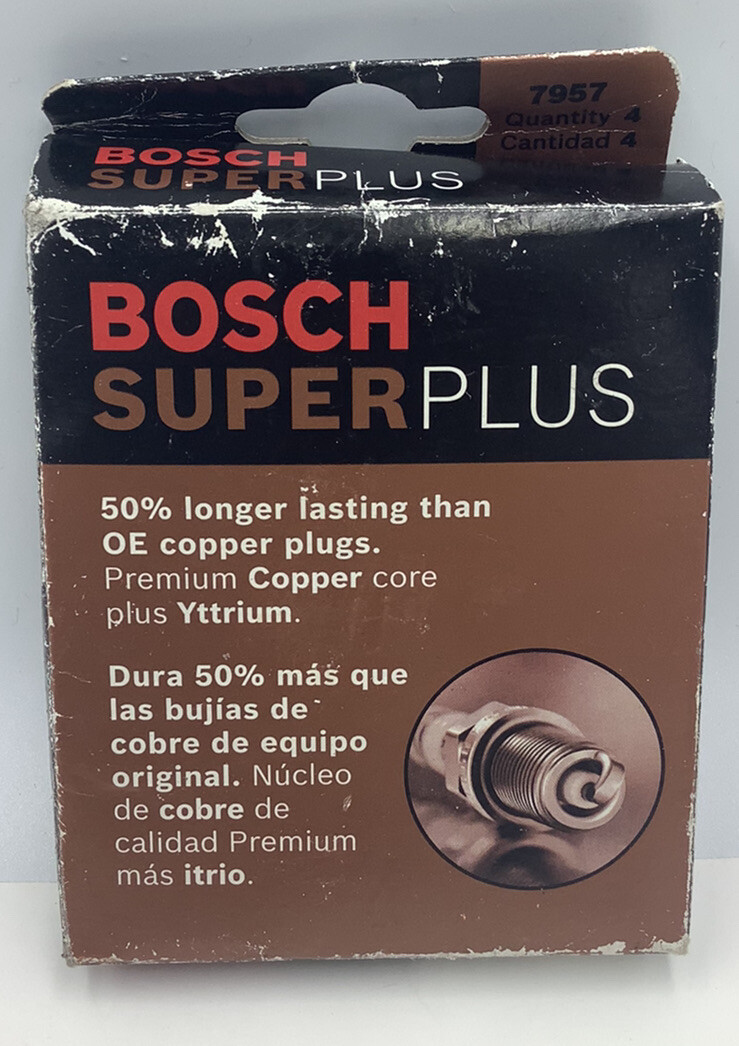 7957
Quantity 4
Cantidad 4
BOSCH
SUPERPLUS
BOSCH
SUPERPLUS
50% longer lasting than
OE copper plugs.
Premium Copper core
plus Yttrium.
Dura 50% más que
las bujías de
cobre de equipo
original. Núcleo
de cobre de
calidad Premium
más itrio.